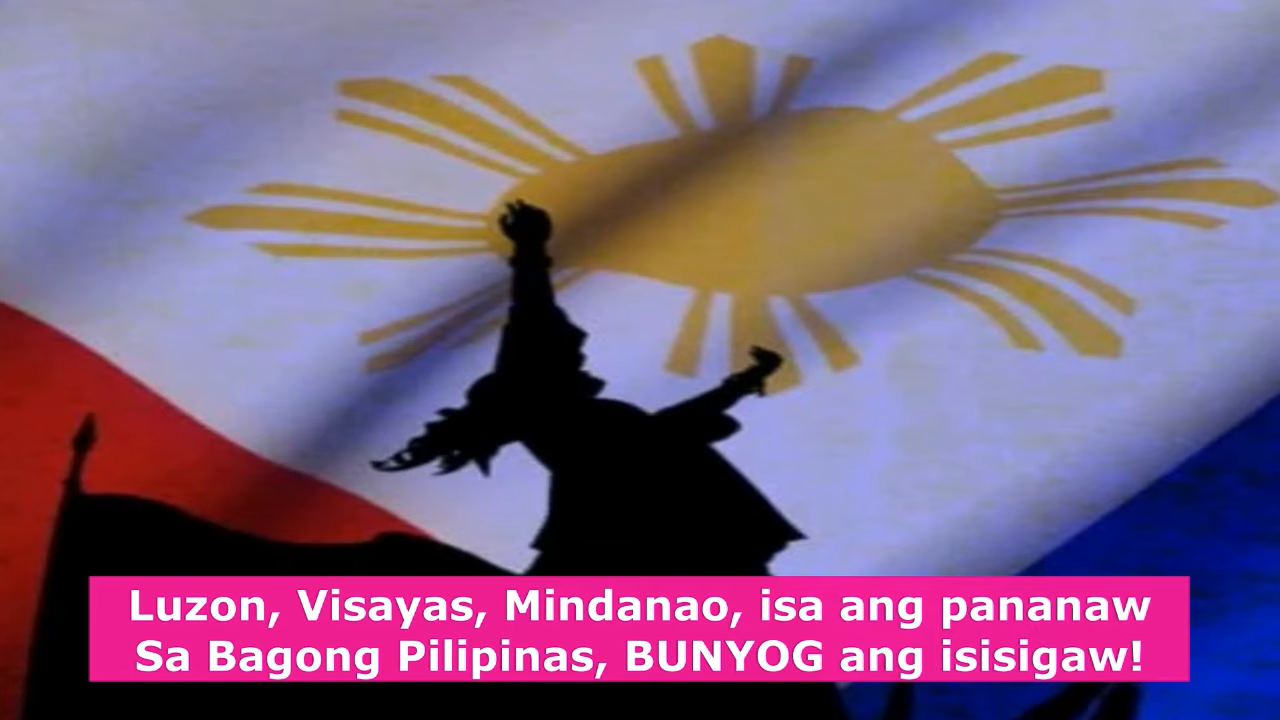 Luzon, Visayas, Mindanao, isa ang pananaw
Sa Bagong Pilipinas, BUNYOG ang isisigaw!